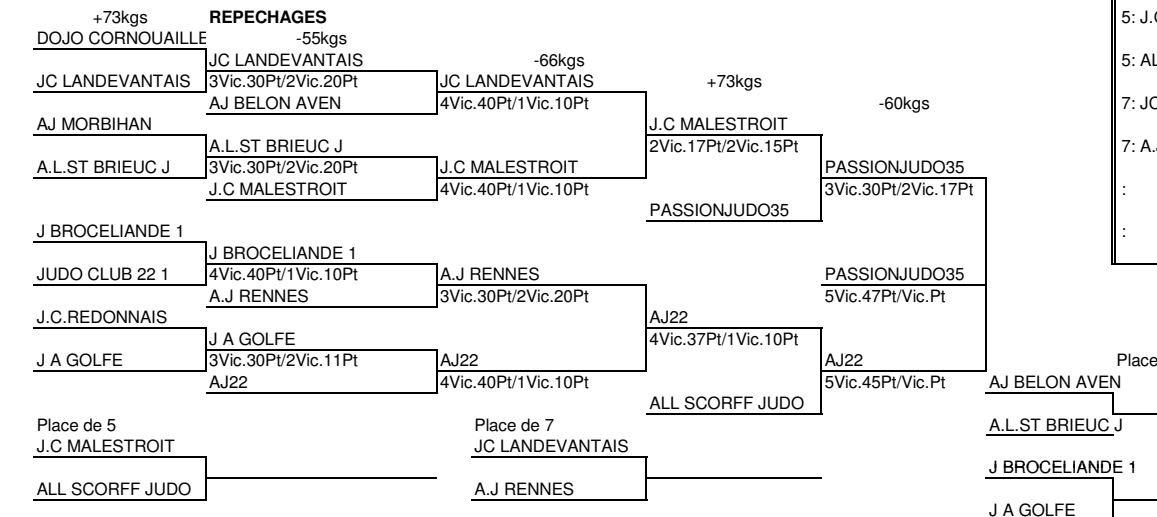 +73kgs REPECHAGES 5: J.
DOJO CORNOUAILLE -55kgs
JC LANDEVANTAIS -66kgs 5: AL
JC LANDEVANTAIS 3Vic.30Pt/2Vic.20Pt JC LANDEVANTAIS +73kgs
AJ BELON AVEN 4Vic.40Pt/1Vic.10Pt -60kgs 7: JC
AJ MORBIHAN J.C MALESTROIT
A.L.ST BRIEUC J 2Vic.17Pt/2Vic.15Pt 7: A.
A.L.ST BRIEUC J 3Vic.30Pt/2Vic.20Pt J.C MALESTROIT PASSIONJUDO35
J.C MALESTROIT 4Vic.40Pt/1Vic.10Pt 3Vic.30Pt/2Vic.17Pt :
PASSIONJUDO35
J BROCELIANDE 1 :
J BROCELIANDE 1
JUDO CLUB 22 1 4Vic.40Pt/1Vic.10Pt A.J RENNES PASSIONJUDO35
A.J RENNES 3Vic.30Pt/2Vic.20Pt 5Vic.47Pt/Vic.Pt
J.C.REDONNAIS AJ22
J A GOLFE 4Vic.37Pt/1Vic.10Pt
J A GOLFE 3Vic.30Pt/2Vic.11Pt AJ22 AJ22 Place
AJ22 4Vic.40Pt/1Vic.10Pt 5Vic.45Pt/Vic.Pt AJ BELON AVEN
ALL SCORFF JUDO
Place de 5 Place de 7 A.L.ST BRIEUC J
J.C MALESTROIT JC LANDEVANTAIS
J BROCELIANDE 1
ALL SCORFF JUDO A.J RENNES
J A GOLFE